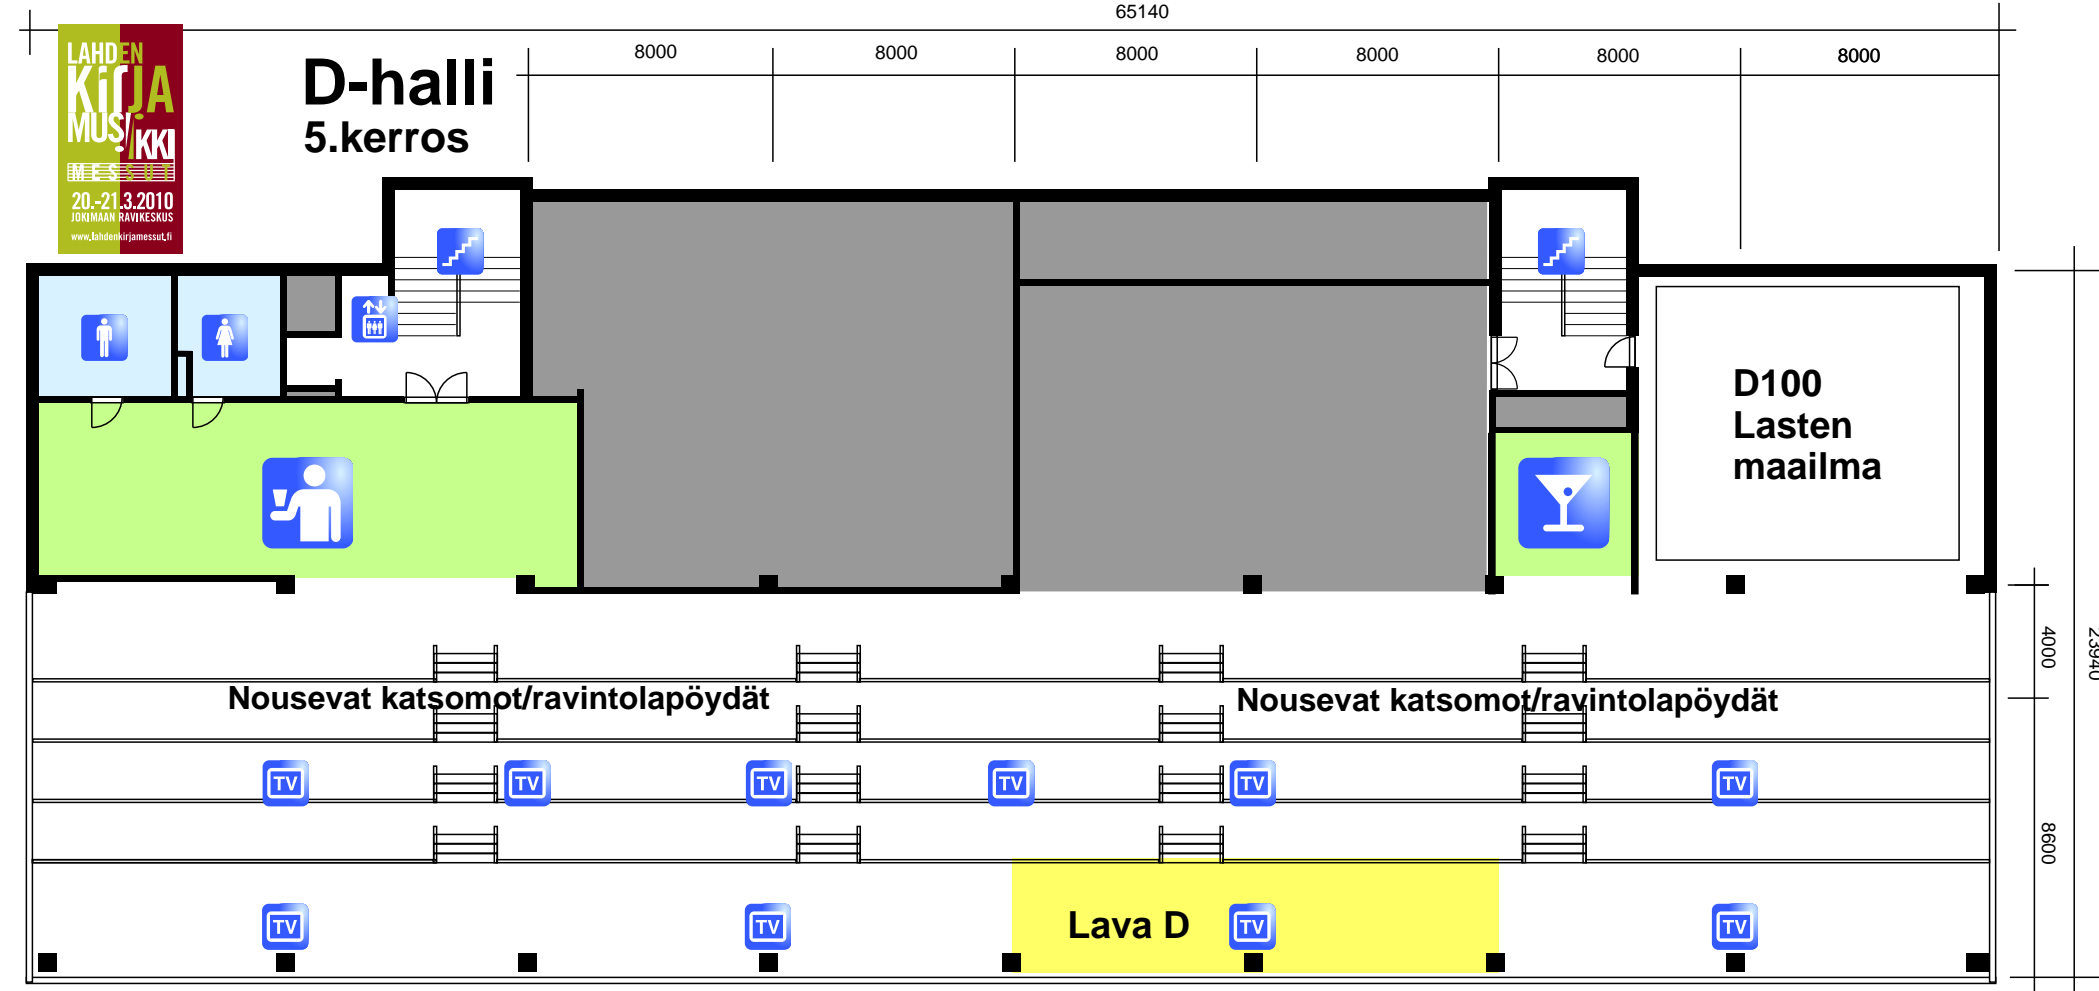 65140
8000
8000
8000
8000
8000
8000
LAHDEN
KiRJA
MUSiIKKI
MESSUT
20.-21.3.2010
JOKIMAAN RAVIKESKUS
www.lahdenkirjamessut.fi
D-halli
5.kerros
D100
Lasten
maailma
4000
23940
Nousevat katsomot/ravintolapöydät
Nousevat katsomot/ravintolapöydät
TV
TV
TV
TV
TV
TV
8600
Lava D
TV
TV
TV
TV